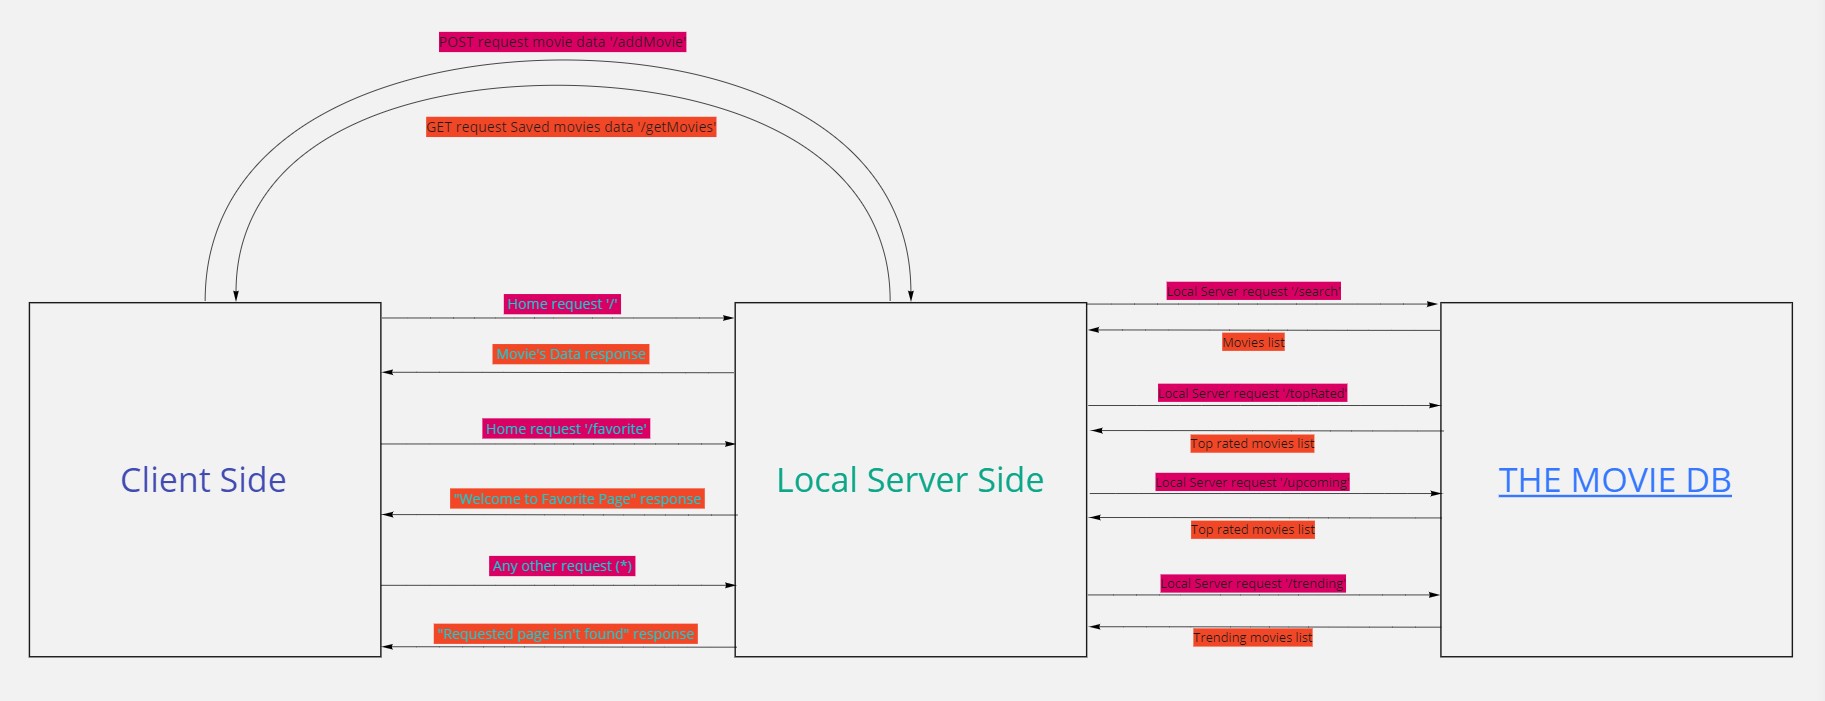 POST request movie data '/addMovie'
GET request Saved movies data '/getMovies'
Home request '/'
Movie's Data response
Home request '/favorite'
"Welcome to Favorite Page" response
Any other request (*)
"Requested page isn't found" response
Client Side
Local Server Side
Local Server request '/search'
Movies list
Local Server request '/topRated
Top rated movies list
Local Server request '/upcoming'
Top rated movies list
Local Server request '/trending'
Trending movies list
THE MOVIE DB